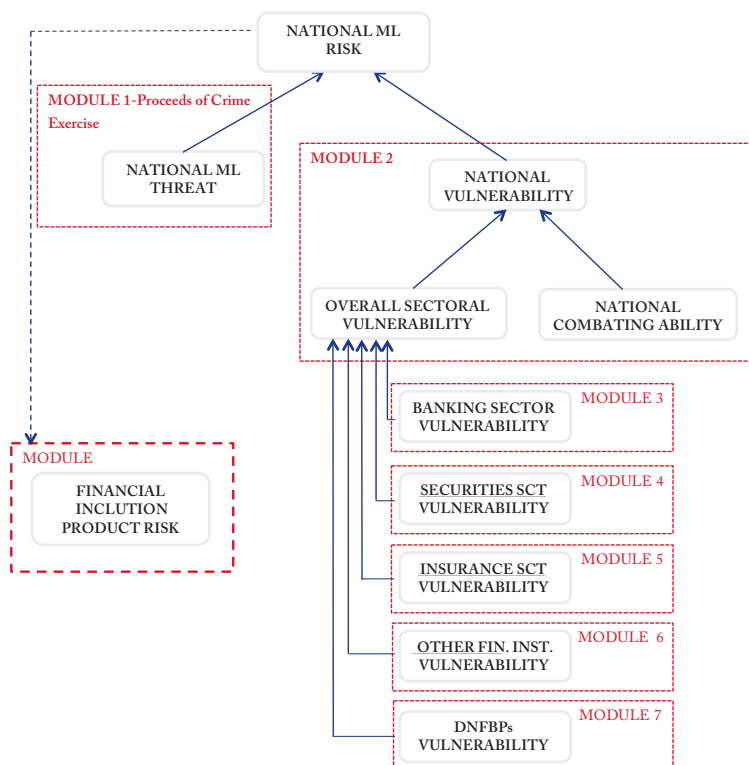 NATIONAL ML
RISK
MODULE 1-Proceeds of Crime
Exercise
NATIONAL ML
THREAT
MODULE 2
NATIONAL
VULNERABILITY
OVERALL SECTORAL
VULNERABILITY
NATIONAL
COMBATING ABILITY
MODULE 3
BANKING SECTOR
VULNERABILITY
MODULE
FINANCIAL
INCLUTION
PRODUCT RISK
MODULE 4
SECURITIES SCT
VULNERABILITY
MODULE 5
INSURANCE SCT
VULNERABILITY
MODULE 6
OTHER FIN. INST.
VULNERABILITY
MODULE 7
DNFBPs
VULNERABILITY